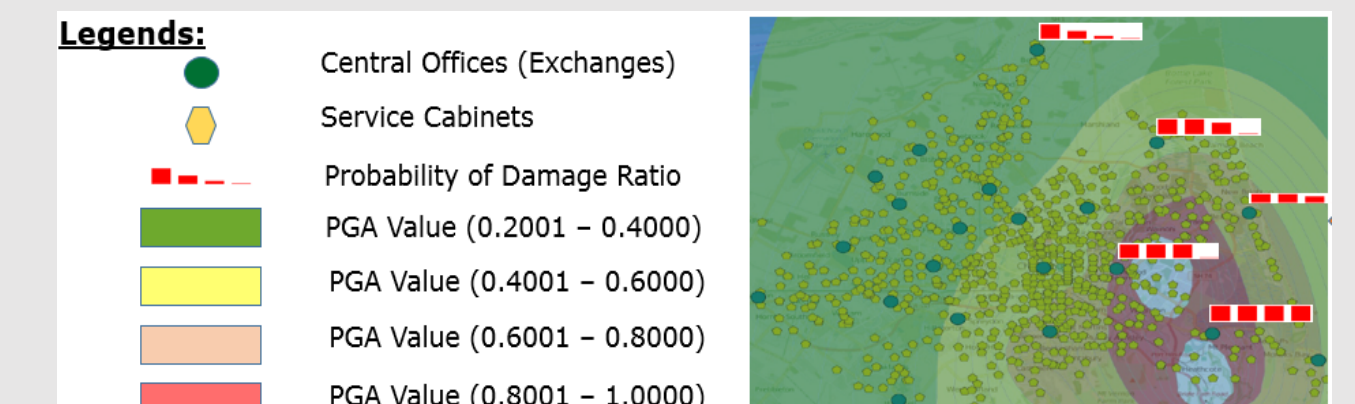 Legends:
Central Offices (Exchanges)
Service Cabinets
Probability of Damage Ratio
PGA Value (0.2001 – 0.4000)
PGA Value (0.4001 – 0.6000)
PGA Value (0.6001 – 0.8000)
PGA Value (0.8001 – 1.0000)